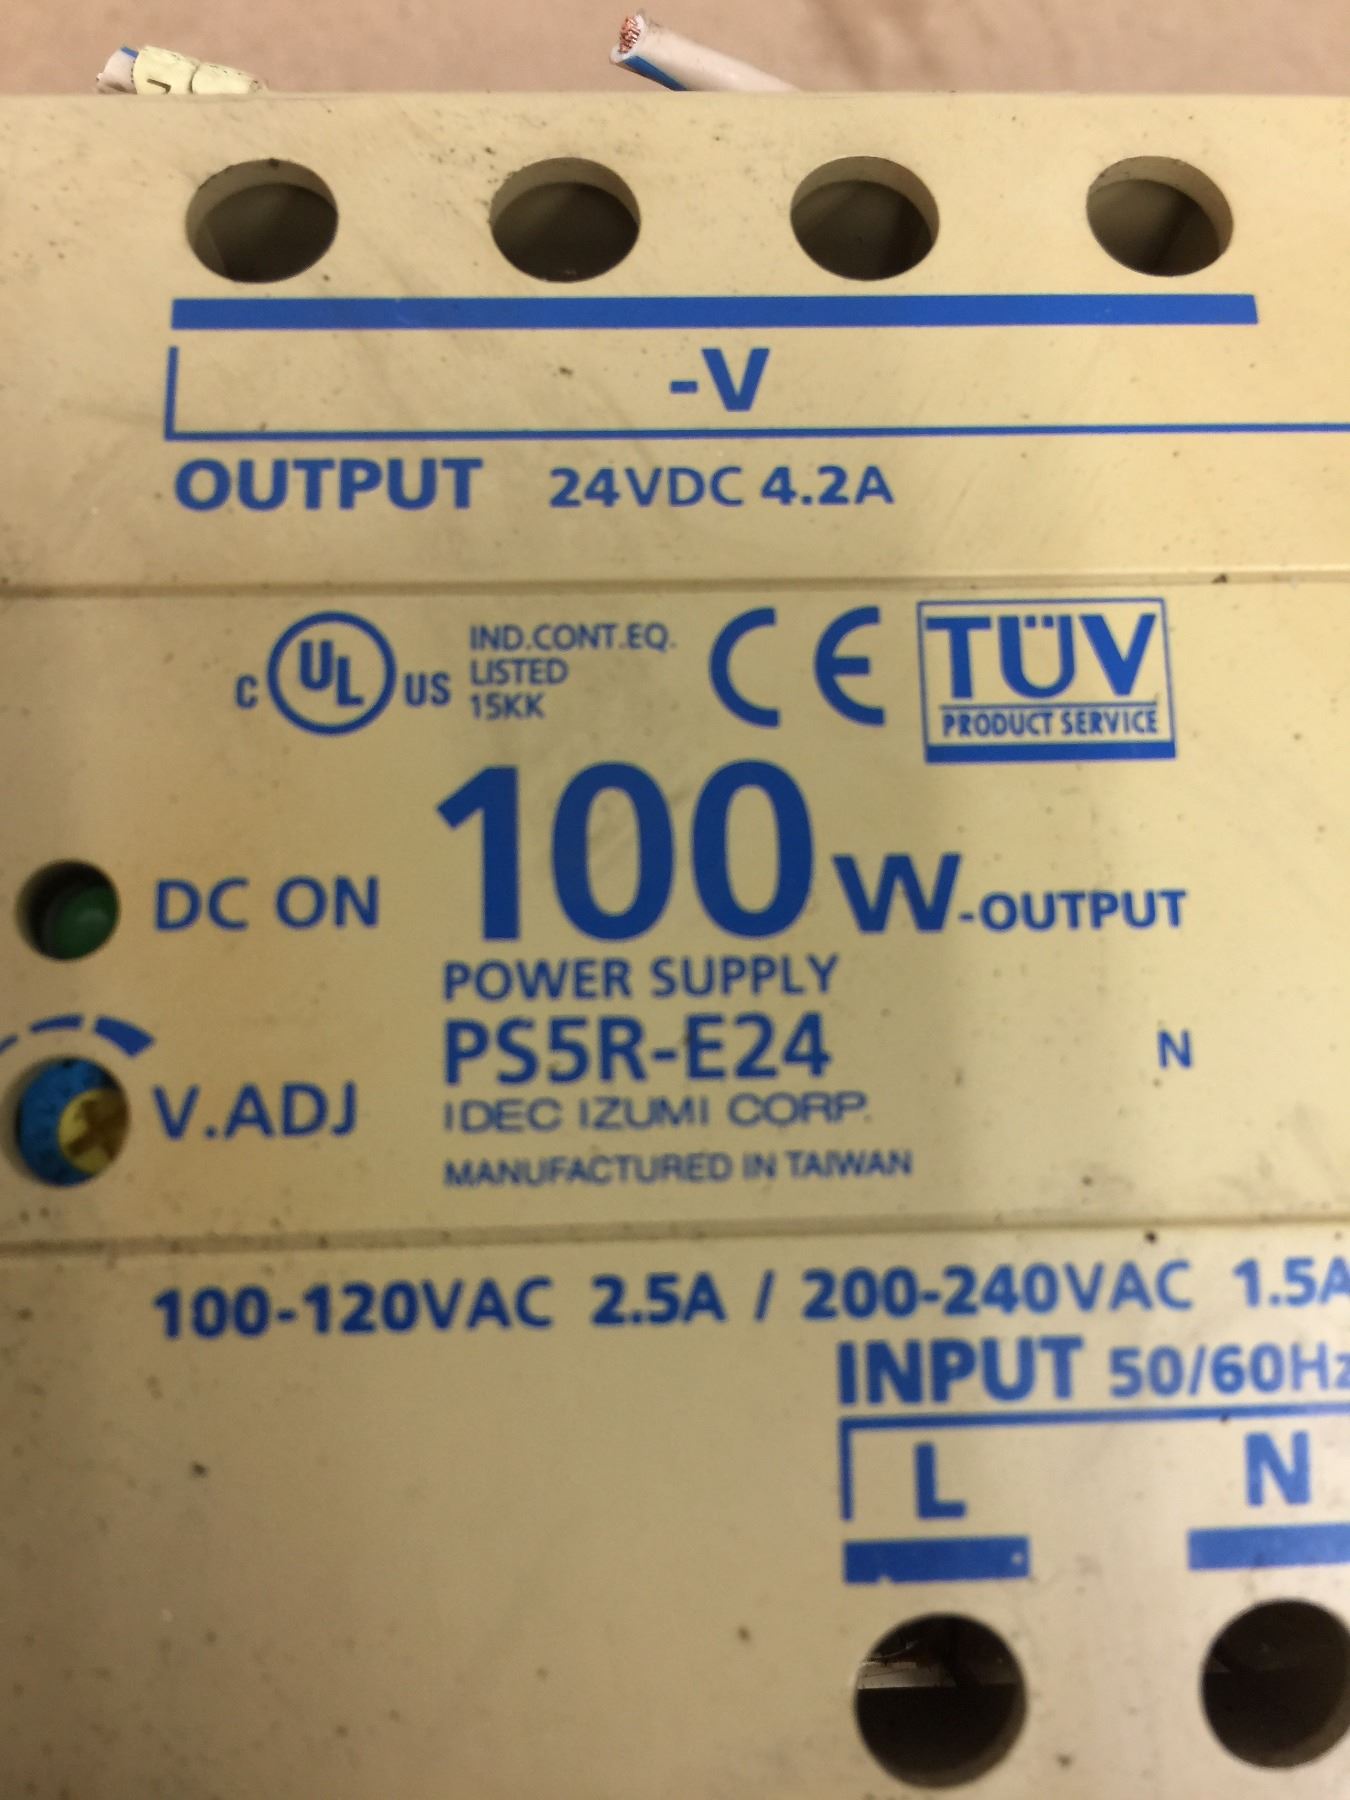 -V
OUTPUT 24VDC 4.2A
C UL US IND.CONT.EQ.
LISTED
15KK
CE
TÜV
PRODUCT SERVICE
DC ON
100W-OUTPUT
POWER SUPPLY
PS5R-E24 N
V.ADJ
IDEC IZUMI CORP.
MANUFACTURED IN TAIWAN
100-120VAC 2.5A / 200-240VAC 1.5A
INPUT 50/60Hz
L N